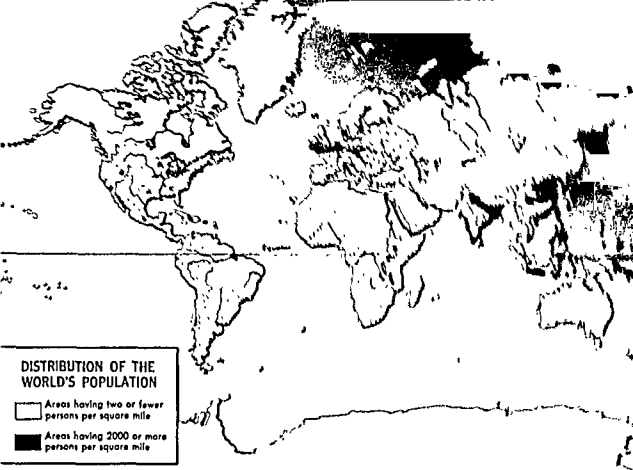 DISTRIBUTION OF THE
WORLD'S POPULATION
Areas having two or fewer
persons per square mile
Areas having 2000 or more
persons per square mile